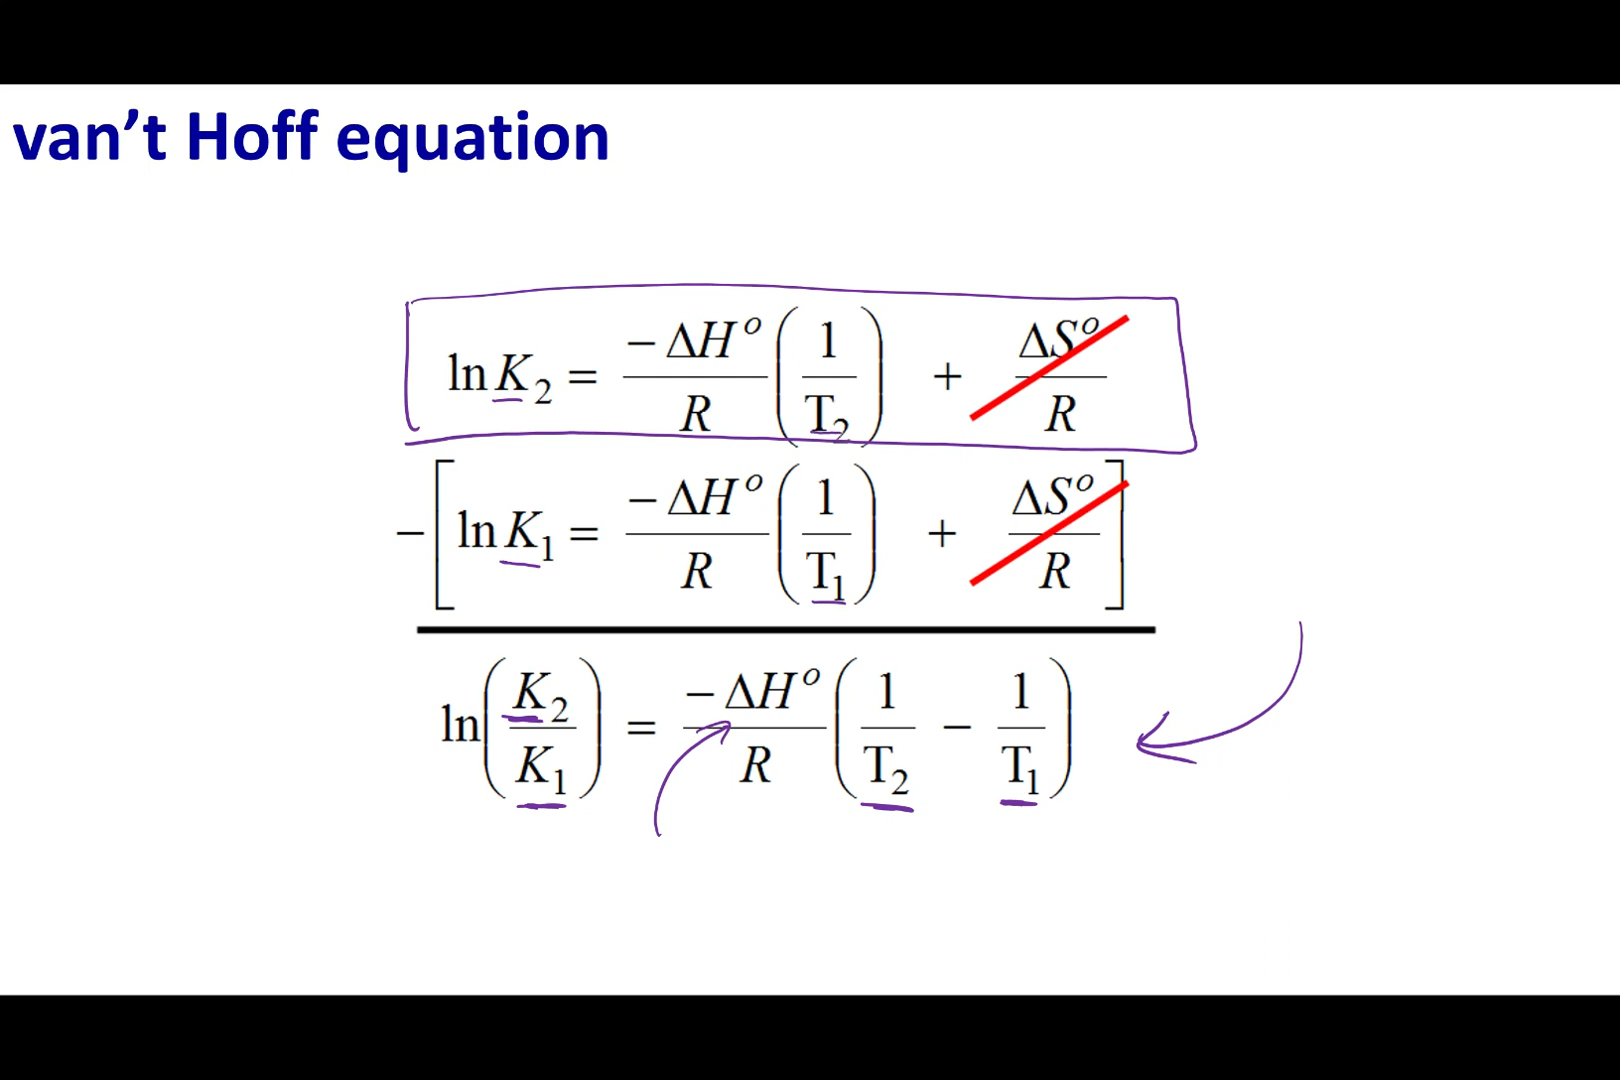 van’t Hoff equation
ln K₂ = −ΔH°/R (1/T₂) + ΔS°/R
−[ln K₁ = −ΔH°/R (1/T₁) + ΔS°/R]
ln(K₂/K₁) = −ΔH°/R (1/T₂ − 1/T₁)